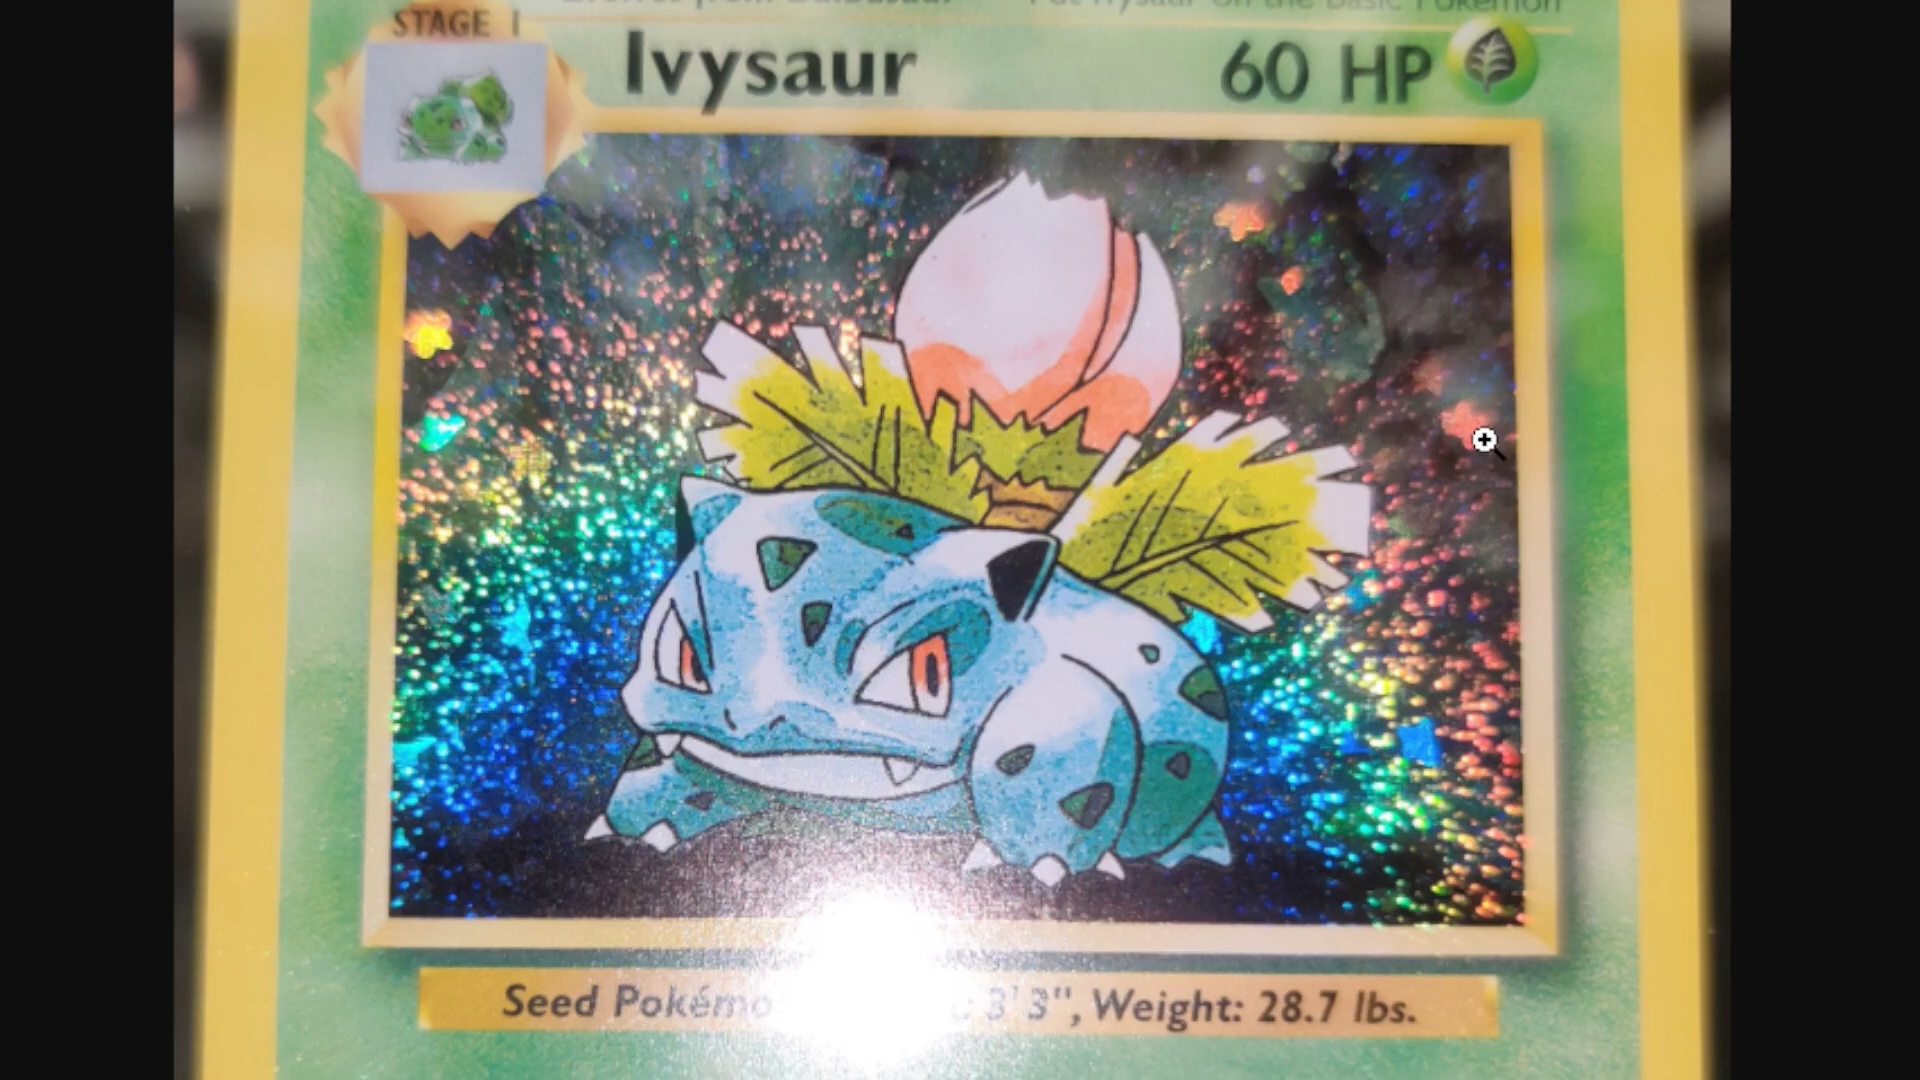 STAGE 1
Ivysaur
60 HP
Seed Pokémo 3' 3", Weight: 28.7 lbs.